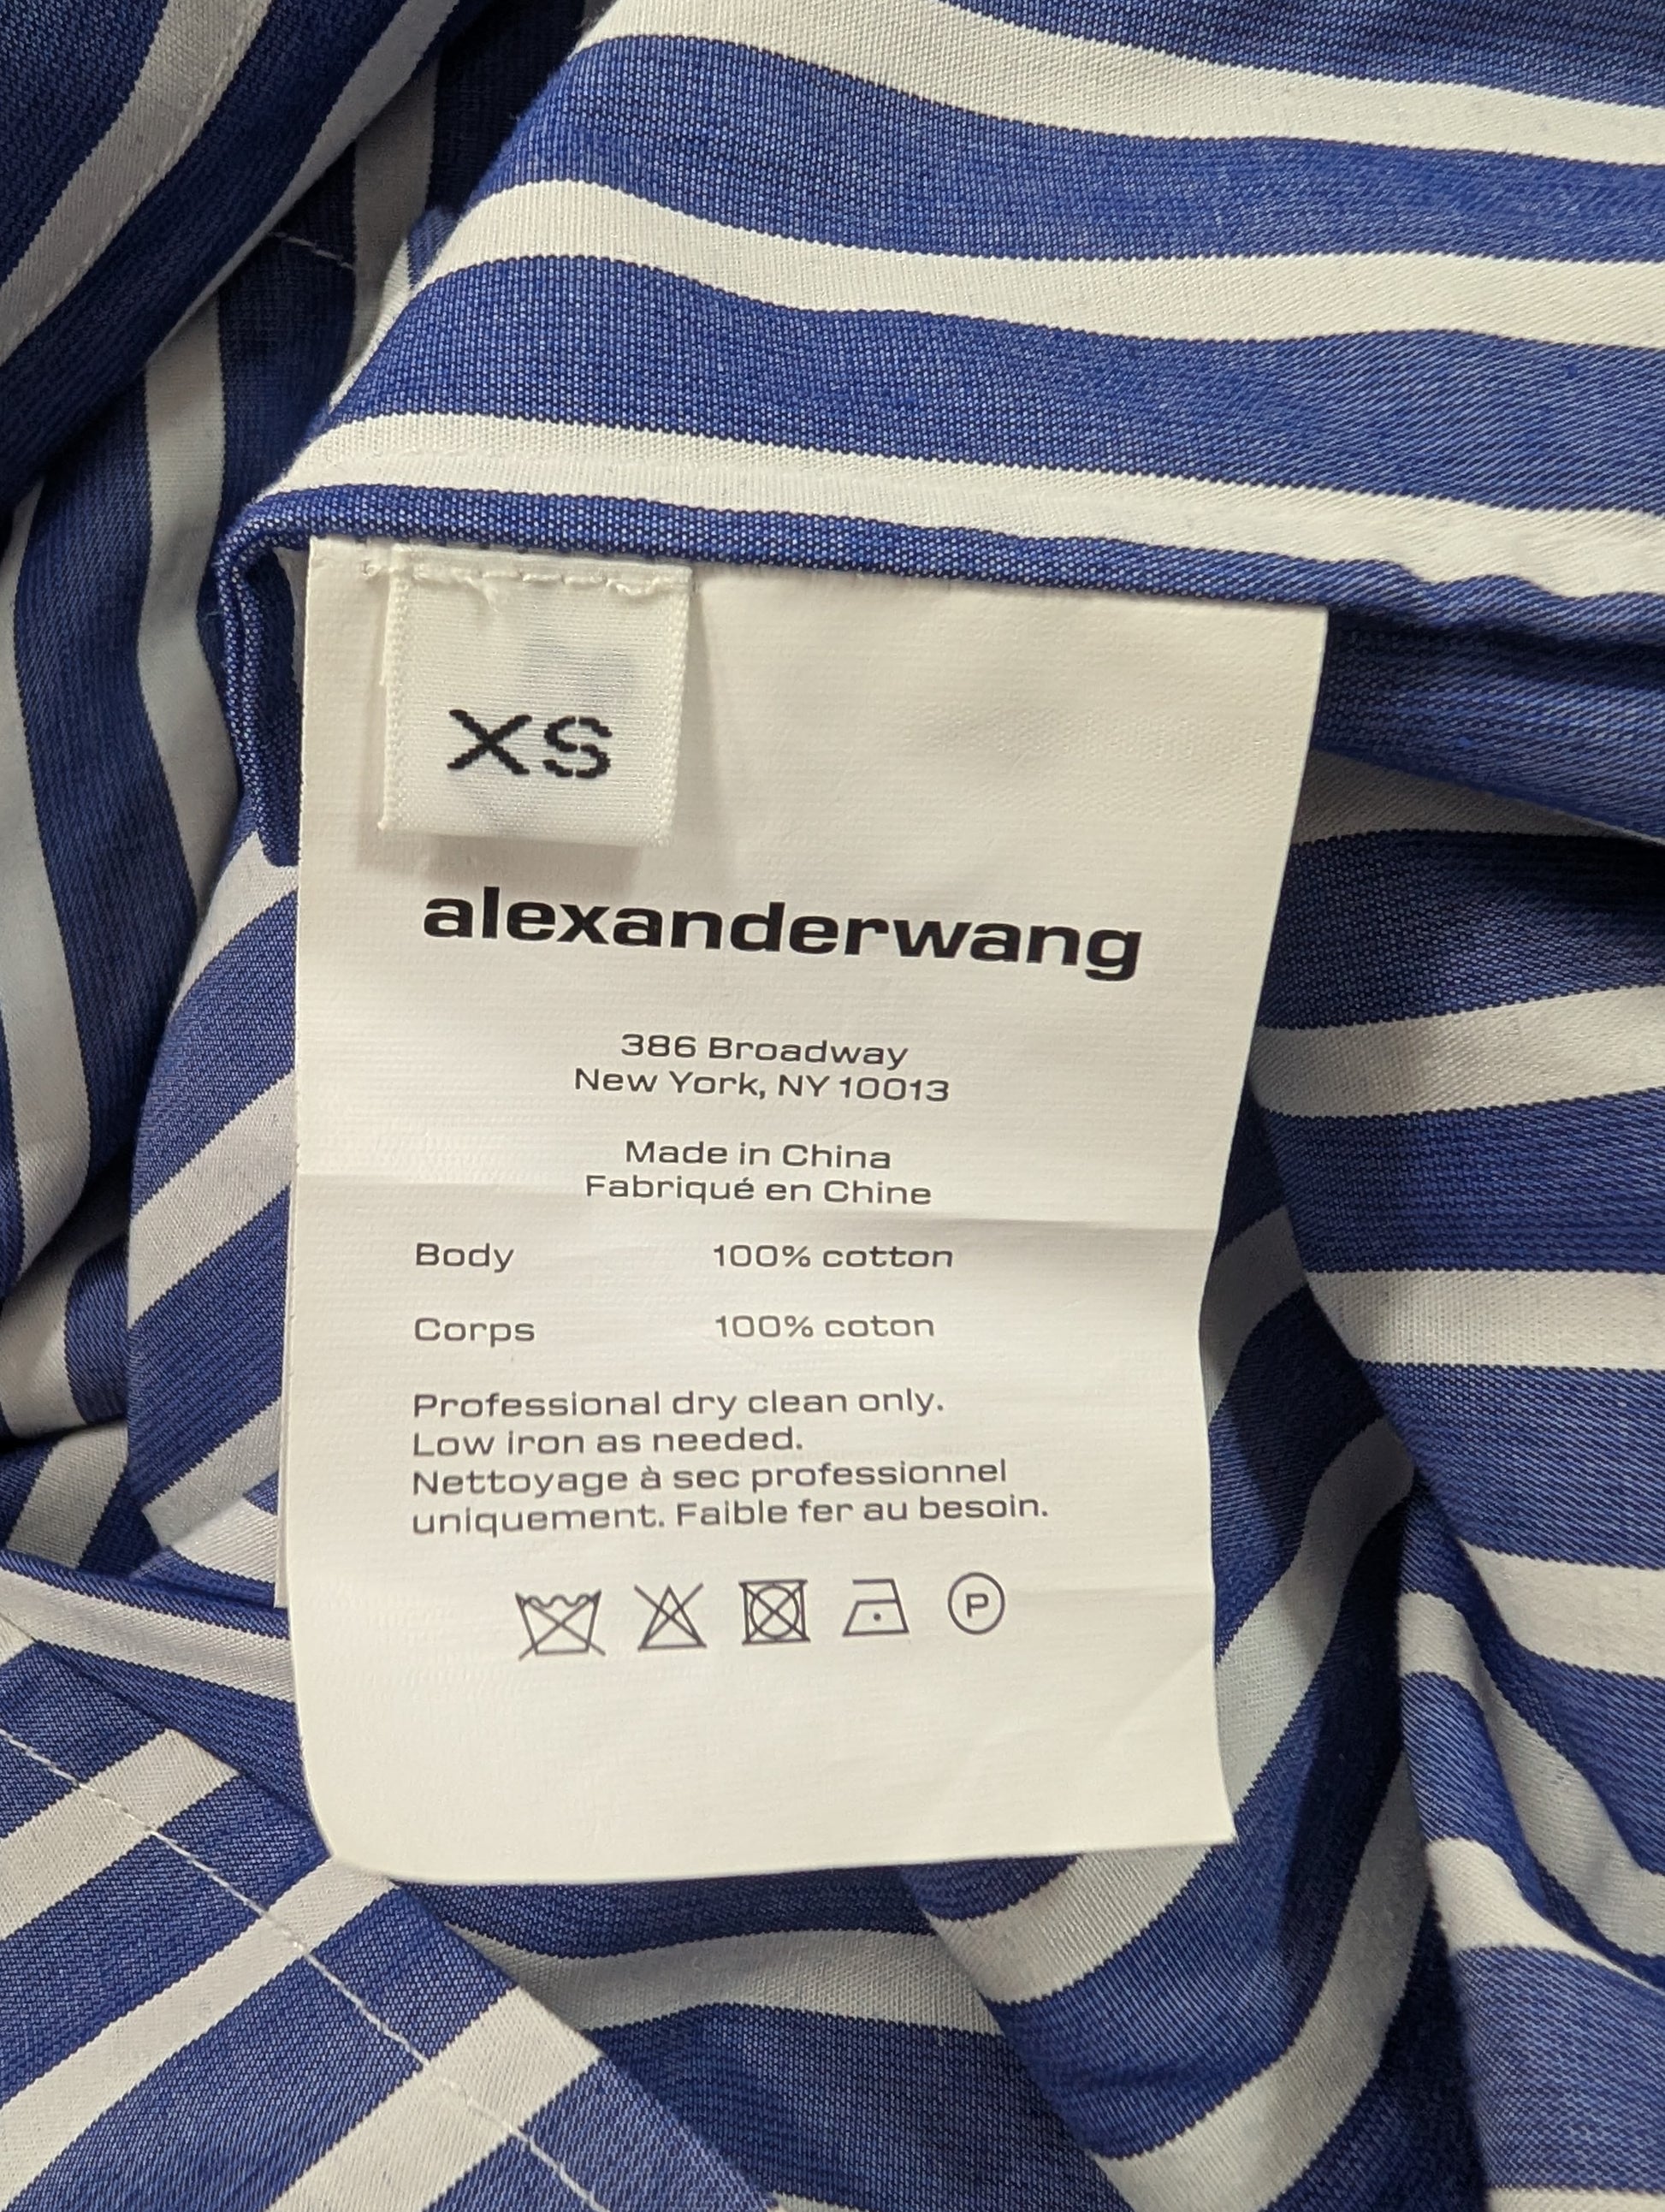 XS
alexanderwang
386 Broadway
New York, NY 10013
Made in China
Fabriqué en Chine
Body 100% cotton
Corps 100% coton
Professional dry clean only.
Low iron as needed.
Nettoyage à sec professionnel
uniquement. Faible fer au besoin.
P